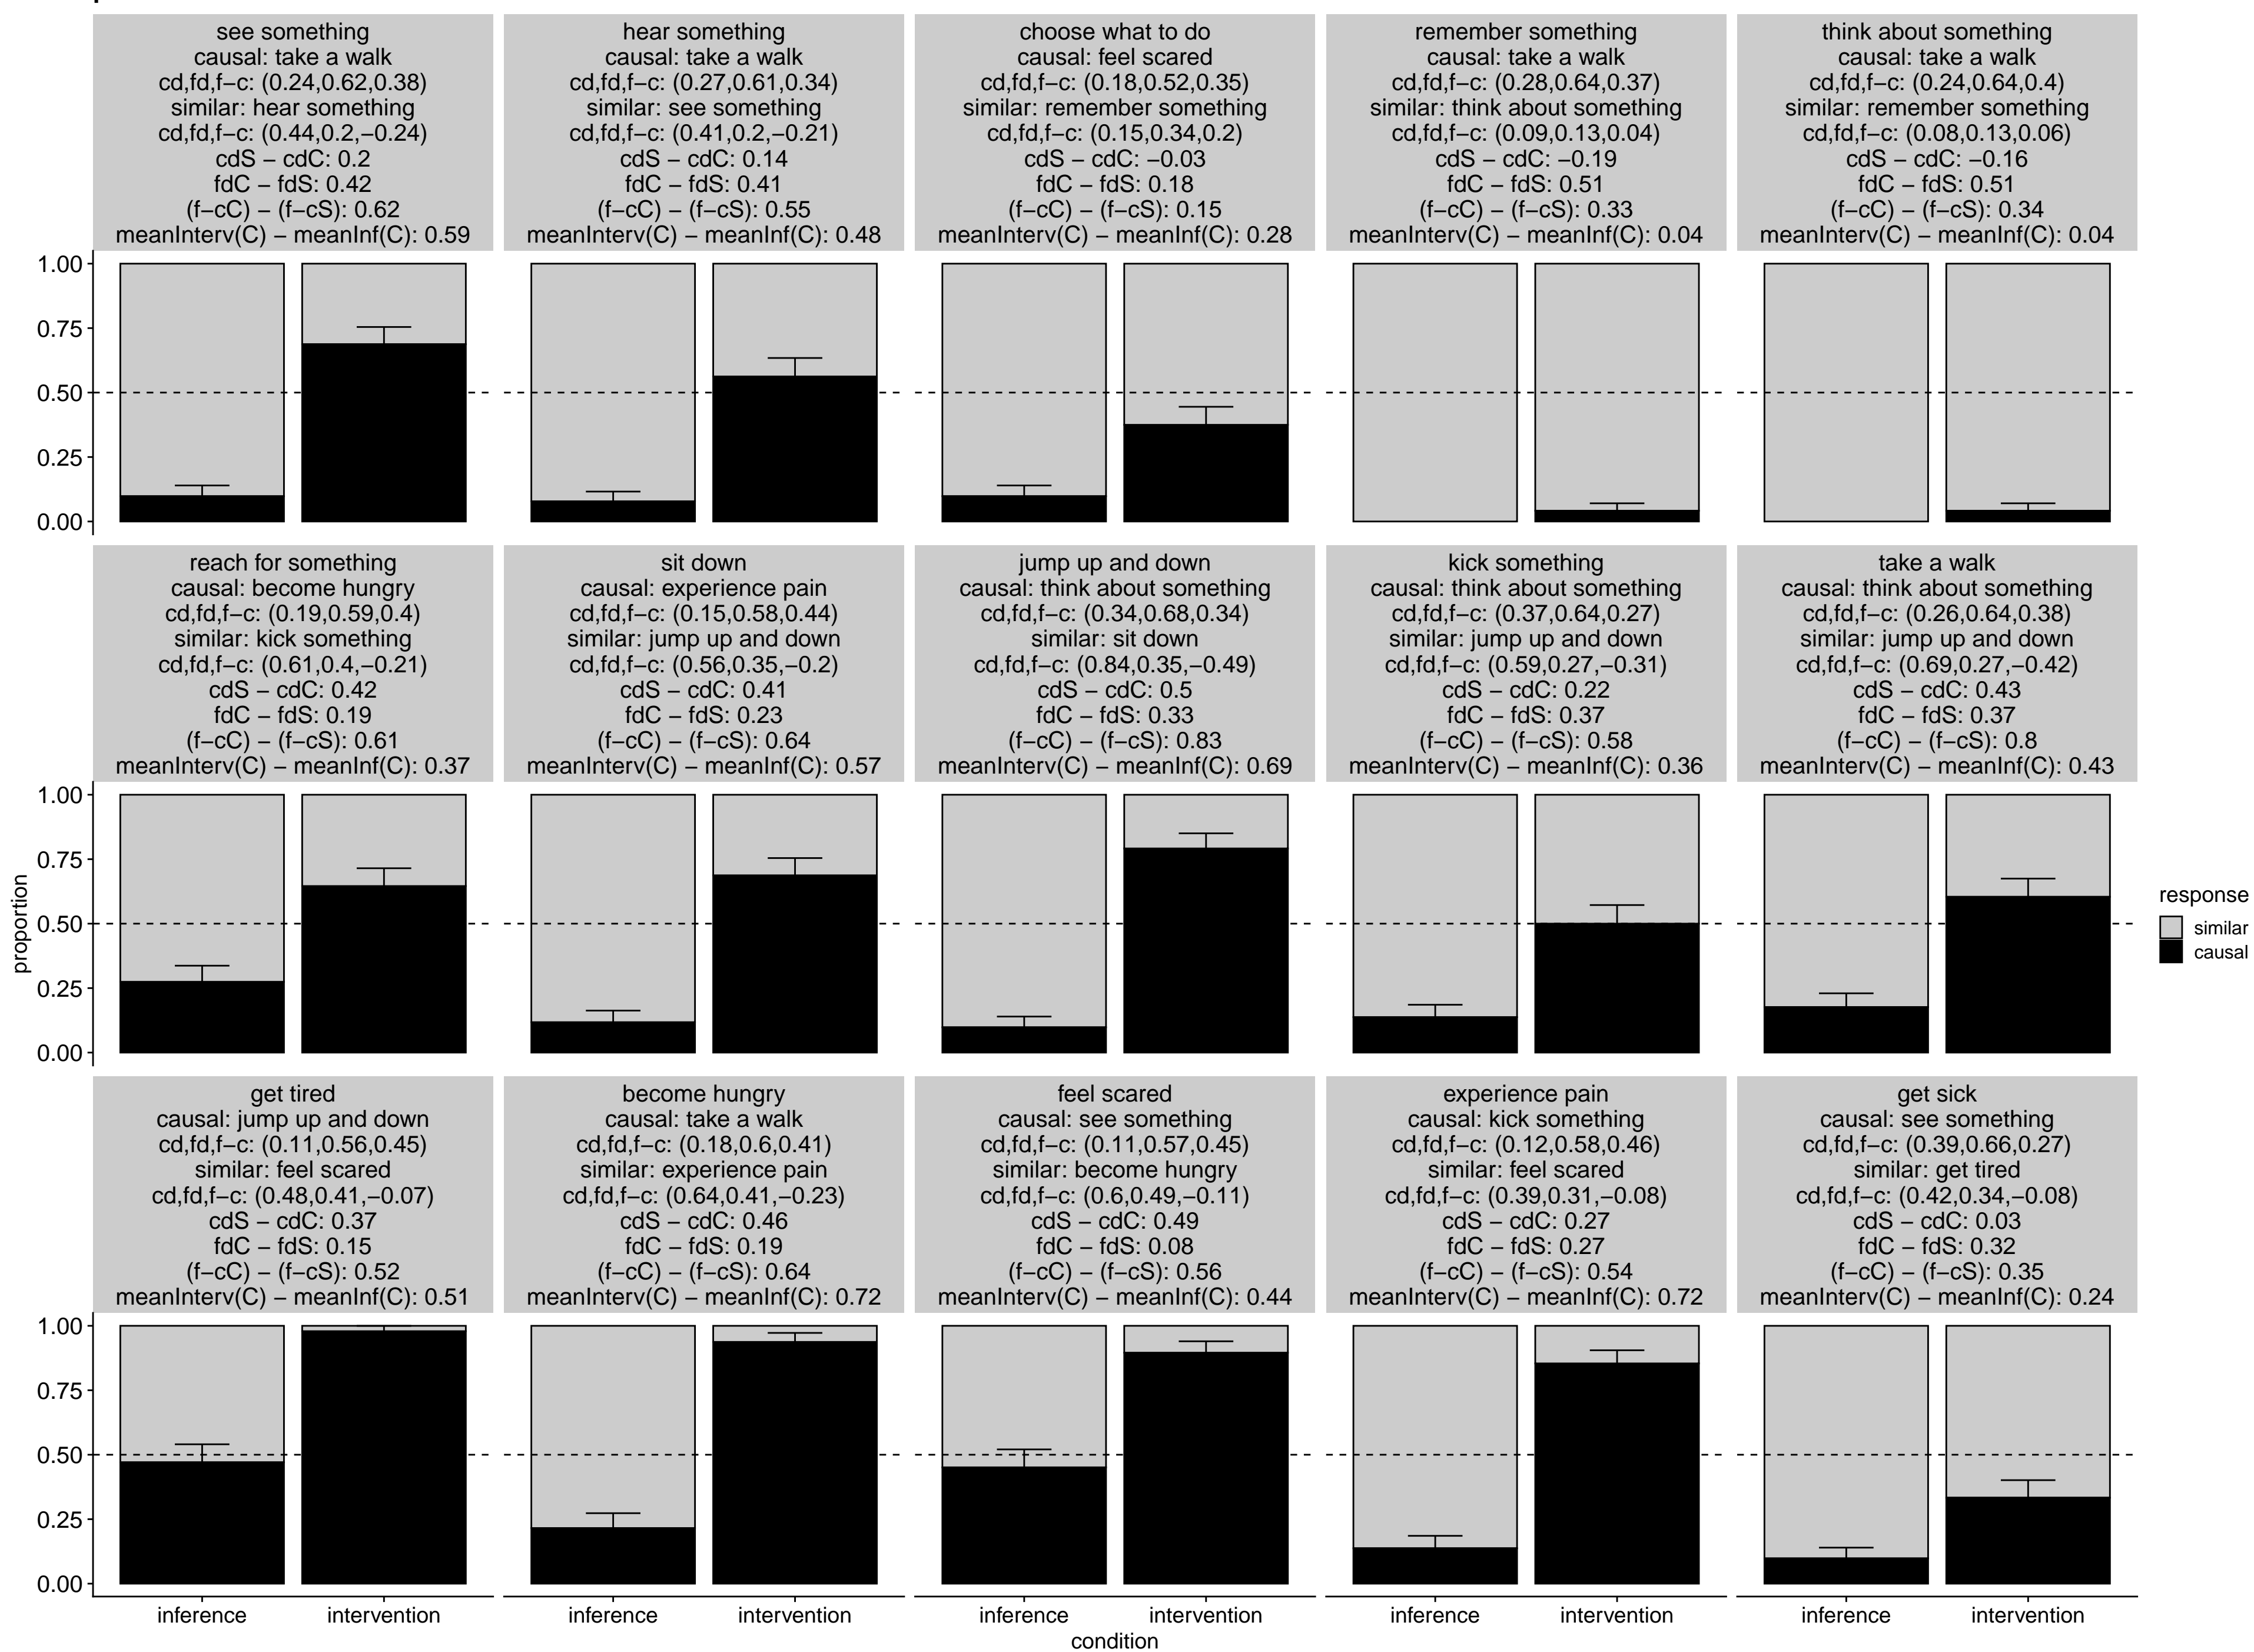 see something
causal: take a walk
cd,fd,f−c: (0.24,0.62,0.38)
similar: hear something
cd,fd,f−c: (0.44,0.2,−0.24)
cdS − cdC: 0.2
fdC − fdS: 0.42
(f−cC) − (f−cS): 0.62
meanInterv(C) − meanInf(C): 0.59
hear something
causal: take a walk
cd,fd,f−c: (0.27,0.61,0.34)
similar: see something
cd,fd,f−c: (0.41,0.2,−0.21)
cdS − cdC: 0.14
fdC − fdS: 0.41
(f−cC) − (f−cS): 0.55
meanInterv(C) − meanInf(C): 0.48
choose what to do
causal: feel scared
cd,fd,f−c: (0.18,0.52,0.35)
similar: remember something
cd,fd,f−c: (0.15,0.34,0.2)
cdS − cdC: −0.03
fdC − fdS: 0.18
(f−cC) − (f−cS): 0.15
meanInterv(C) − meanInf(C): 0.28
remember something
causal: take a walk
cd,fd,f−c: (0.28,0.64,0.37)
similar: think about something
cd,fd,f−c: (0.09,0.13,0.04)
cdS − cdC: −0.19
fdC − fdS: 0.51
(f−cC) − (f−cS): 0.33
meanInterv(C) − meanInf(C): 0.04
think about something
causal: take a walk
cd,fd,f−c: (0.24,0.64,0.4)
similar: remember something
cd,fd,f−c: (0.08,0.13,0.06)
cdS − cdC: −0.16
fdC − fdS: 0.51
(f−cC) − (f−cS): 0.34
meanInterv(C) − meanInf(C): 0.04
1.00
0.75
0.50
0.25
0.00
reach for something
causal: become hungry
cd,fd,f−c: (0.19,0.59,0.4)
similar: kick something
cd,fd,f−c: (0.61,0.4,−0.21)
cdS − cdC: 0.42
fdC − fdS: 0.19
(f−cC) − (f−cS): 0.61
meanInterv(C) − meanInf(C): 0.37
sit down
causal: experience pain
cd,fd,f−c: (0.15,0.58,0.44)
similar: jump up and down
cd,fd,f−c: (0.56,0.35,−0.2)
cdS − cdC: 0.41
fdC − fdS: 0.23
(f−cC) − (f−cS): 0.64
meanInterv(C) − meanInf(C): 0.57
jump up and down
causal: think about something
cd,fd,f−c: (0.34,0.68,0.34)
similar: sit down
cd,fd,f−c: (0.84,0.35,−0.49)
cdS − cdC: 0.5
fdC − fdS: 0.33
(f−cC) − (f−cS): 0.83
meanInterv(C) − meanInf(C): 0.69
kick something
causal: think about something
cd,fd,f−c: (0.37,0.64,0.27)
similar: jump up and down
cd,fd,f−c: (0.59,0.27,−0.31)
cdS − cdC: 0.22
fdC − fdS: 0.37
(f−cC) − (f−cS): 0.58
meanInterv(C) − meanInf(C): 0.36
take a walk
causal: think about something
cd,fd,f−c: (0.26,0.64,0.38)
similar: jump up and down
cd,fd,f−c: (0.69,0.27,−0.42)
cdS − cdC: 0.43
fdC − fdS: 0.37
(f−cC) − (f−cS): 0.8
meanInterv(C) − meanInf(C): 0.43
1.00
0.75
0.50
0.25
0.00
proportion
response
similar
causal
get tired
causal: jump up and down
cd,fd,f−c: (0.11,0.56,0.45)
similar: feel scared
cd,fd,f−c: (0.48,0.41,−0.07)
cdS − cdC: 0.37
fdC − fdS: 0.15
(f−cC) − (f−cS): 0.52
meanInterv(C) − meanInf(C): 0.51
become hungry
causal: take a walk
cd,fd,f−c: (0.18,0.6,0.41)
similar: experience pain
cd,fd,f−c: (0.64,0.41,−0.23)
cdS − cdC: 0.46
fdC − fdS: 0.19
(f−cC) − (f−cS): 0.64
meanInterv(C) − meanInf(C): 0.72
feel scared
causal: see something
cd,fd,f−c: (0.11,0.57,0.45)
similar: become hungry
cd,fd,f−c: (0.6,0.49,−0.11)
cdS − cdC: 0.49
fdC − fdS: 0.08
(f−cC) − (f−cS): 0.56
meanInterv(C) − meanInf(C): 0.44
experience pain
causal: kick something
cd,fd,f−c: (0.12,0.58,0.46)
similar: feel scared
cd,fd,f−c: (0.39,0.31,−0.08)
cdS − cdC: 0.27
fdC − fdS: 0.27
(f−cC) − (f−cS): 0.54
meanInterv(C) − meanInf(C): 0.72
get sick
causal: see something
cd,fd,f−c: (0.39,0.66,0.27)
similar: get tired
cd,fd,f−c: (0.42,0.34,−0.08)
cdS − cdC: 0.03
fdC − fdS: 0.32
(f−cC) − (f−cS): 0.35
meanInterv(C) − meanInf(C): 0.24
1.00
0.75
0.50
0.25
0.00
inference intervention
inference intervention
inference intervention
inference intervention
inference intervention
condition